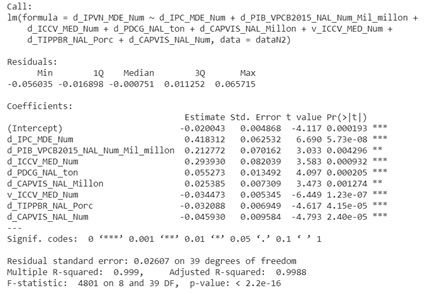 Call:
lm(formula = d_IPVN_MDE_Num ~ d_IPC_MDE_Num + d_PIB_VPCB2015_NAL_Num_Mil_millon +
d_ICCV_MED_Num + d_PDCG_NAL_ton + d_CAPVIS_NAL_Millon + v_ICCV_MED_Num +
d_TIPPBR_NAL_Porc + d_CAPVIS_NAL_Num, data = dataN2)
Residuals:
Min 1Q Median 3Q Max
-0.056035 -0.016898 -0.000751 0.011252 0.065715
Coefficients:
Estimate Std. Error t value Pr(>|t|)
(Intercept) -0.020043 0.004868 -4.117 0.000193 ***
d_IPC_MDE_Num 0.418312 0.062532 6.690 5.73e-08 ***
d_PIB_VPCB2015_NAL_Num_Mil_millon 0.212772 0.070162 3.033 0.004296 **
d_ICCV_MED_Num 0.293930 0.082039 3.583 0.000932 ***
d_PDCG_NAL_ton 0.055273 0.013492 4.097 0.000205 ***
d_CAPVIS_NAL_Millon 0.025385 0.007309 3.473 0.001274 **
v_ICCV_MED_Num -0.034473 0.005345 -6.449 1.23e-07 ***
d_TIPPBR_NAL_Porc -0.032088 0.006949 -4.617 4.15e-05 ***
d_CAPVIS_NAL_Num -0.045930 0.009584 -4.793 2.40e-05 ***
---
Signif. codes: 0 ‘***’ 0.001 ‘**’ 0.01 ‘*’ 0.05 ‘.’ 0.1 ‘ ’ 1
Residual standard error: 0.02607 on 39 degrees of freedom
Multiple R-squared: 0.999, Adjusted R-squared: 0.9988
F-statistic: 4801 on 8 and 39 DF, p-value: < 2.2e-16